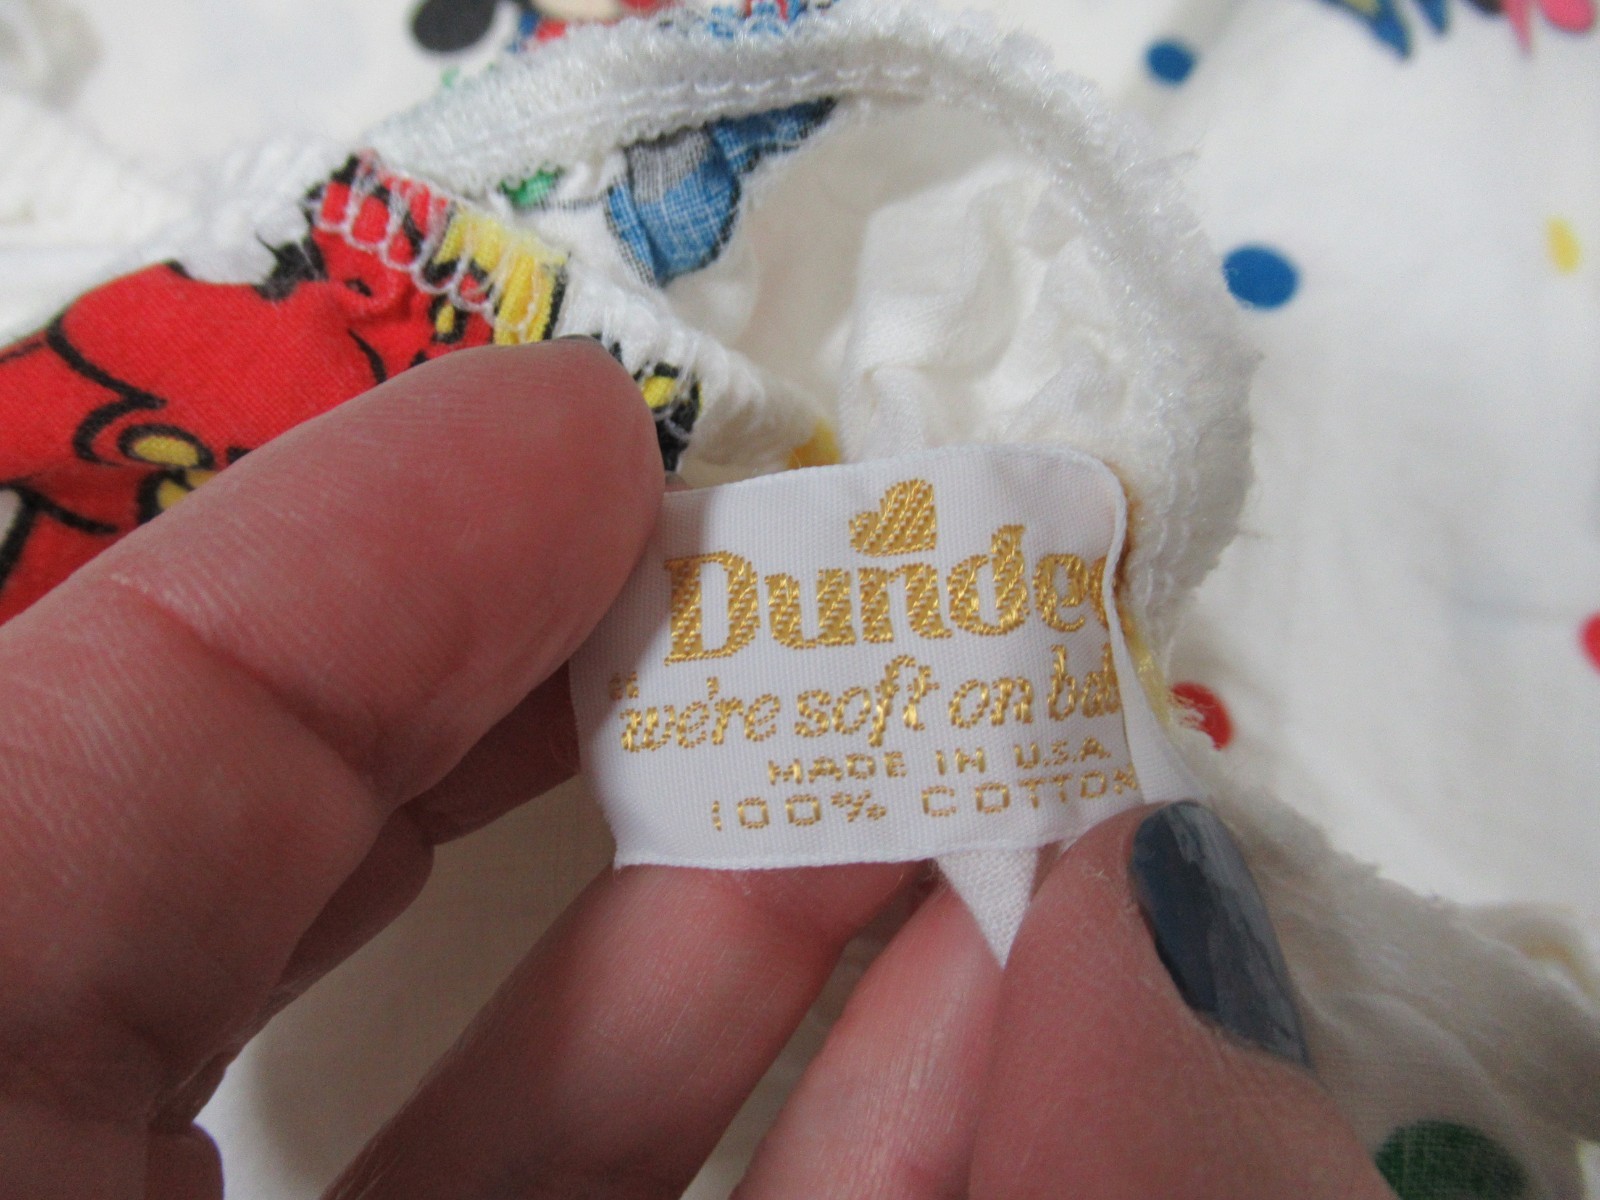 Dundee
"we're soft on
MADE IN U.S.A.
100% COTTON